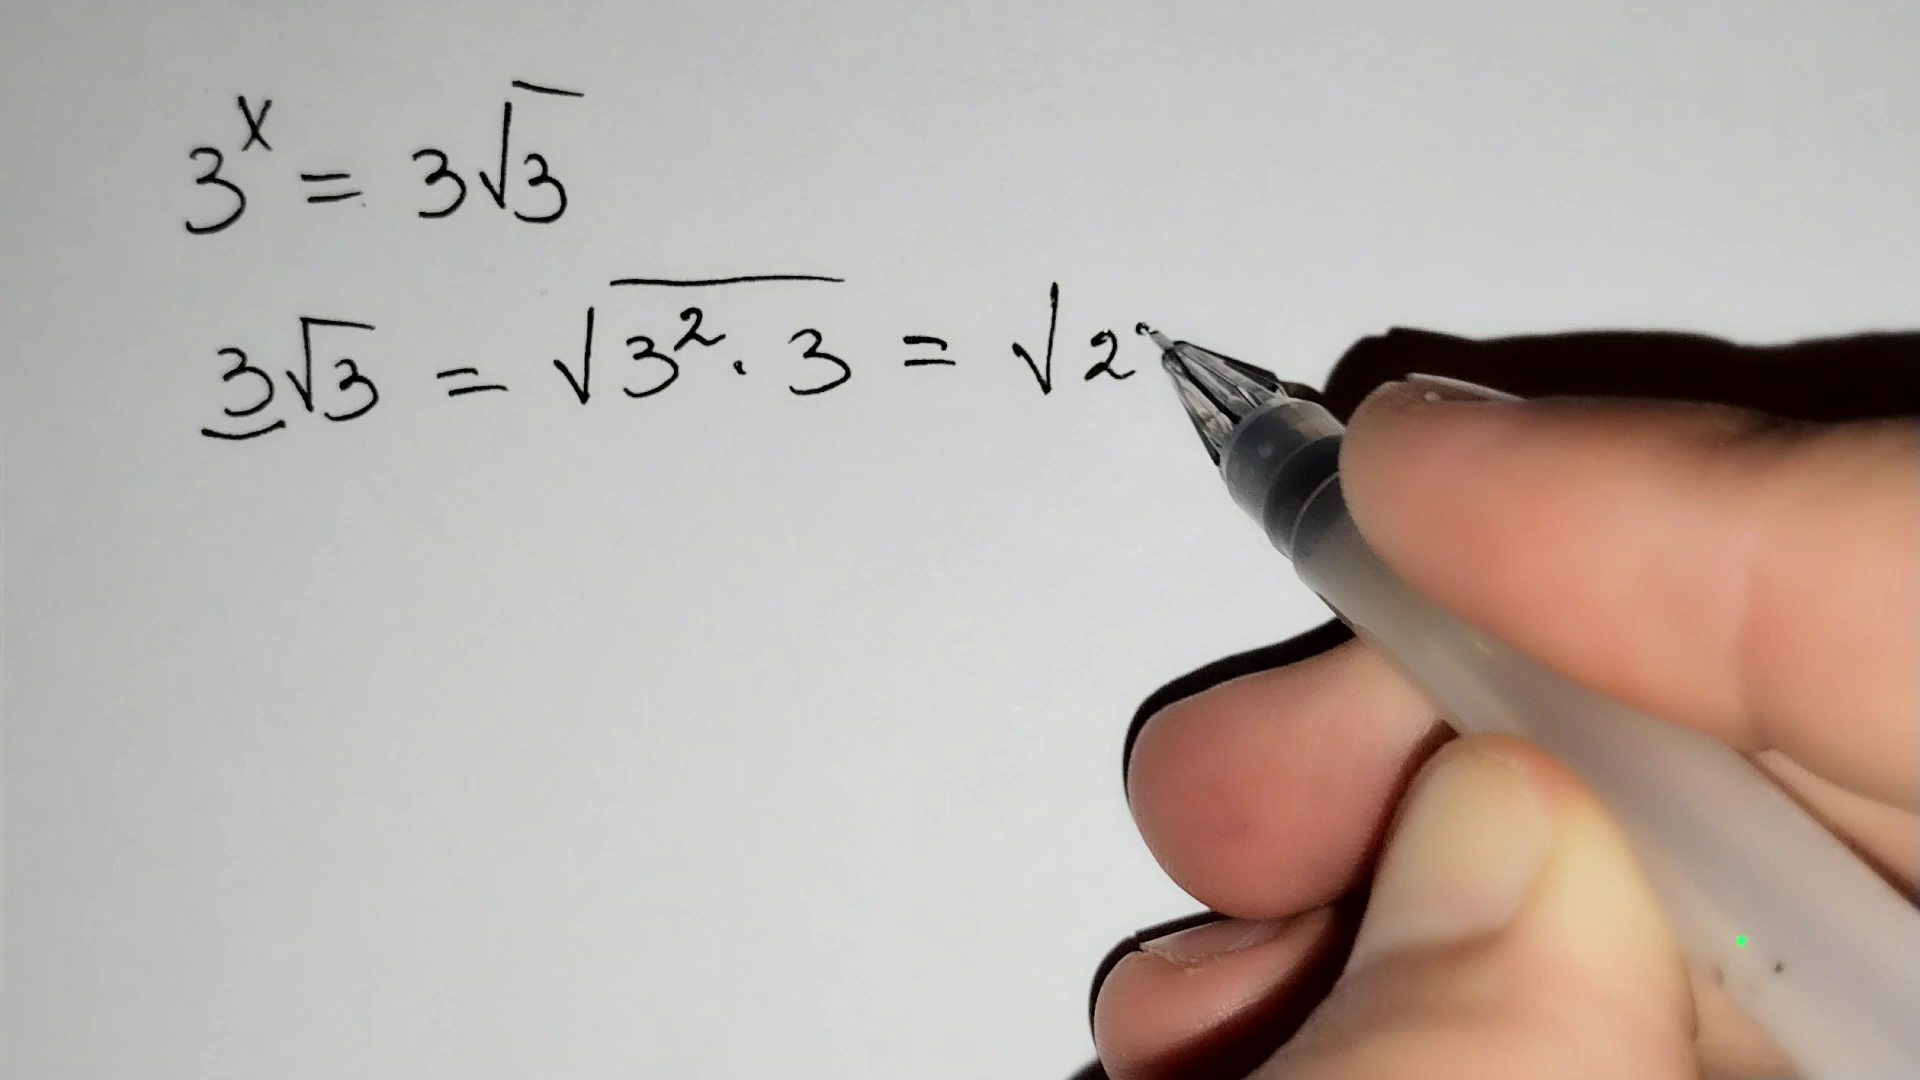 3^x = 3√3
3√3 = √(3² · 3) = √2